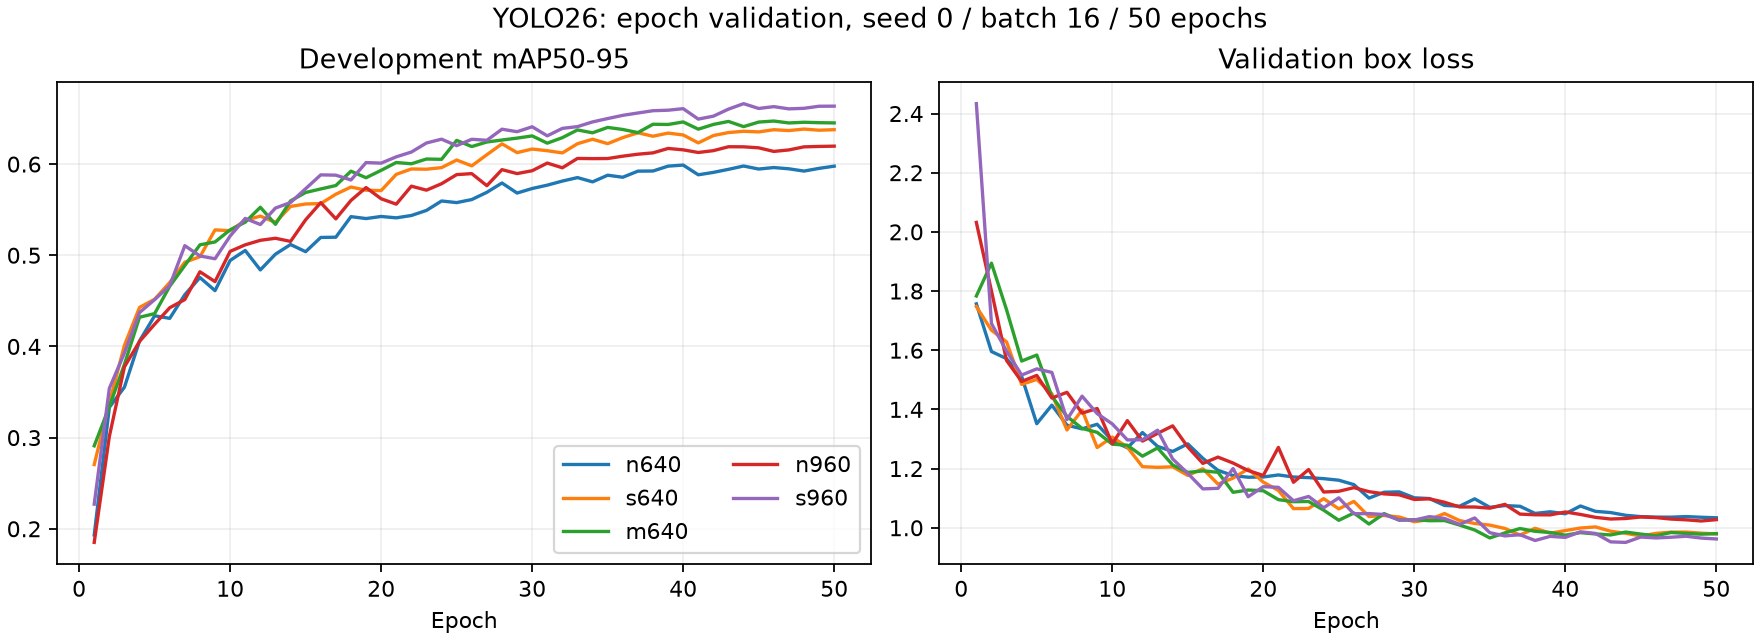 YOLO26: epoch validation, seed 0 / batch 16 / 50 epochs
Development mAP50-95
0.6
0.5
0.4
0.3
0.2
n640
s640
m640
n960
s960
0 10 20 30 40 50
Epoch
Validation box loss
2.4
2.2
2.0
1.8
1.6
1.4
1.2
1.0
0 10 20 30 40 50
Epoch